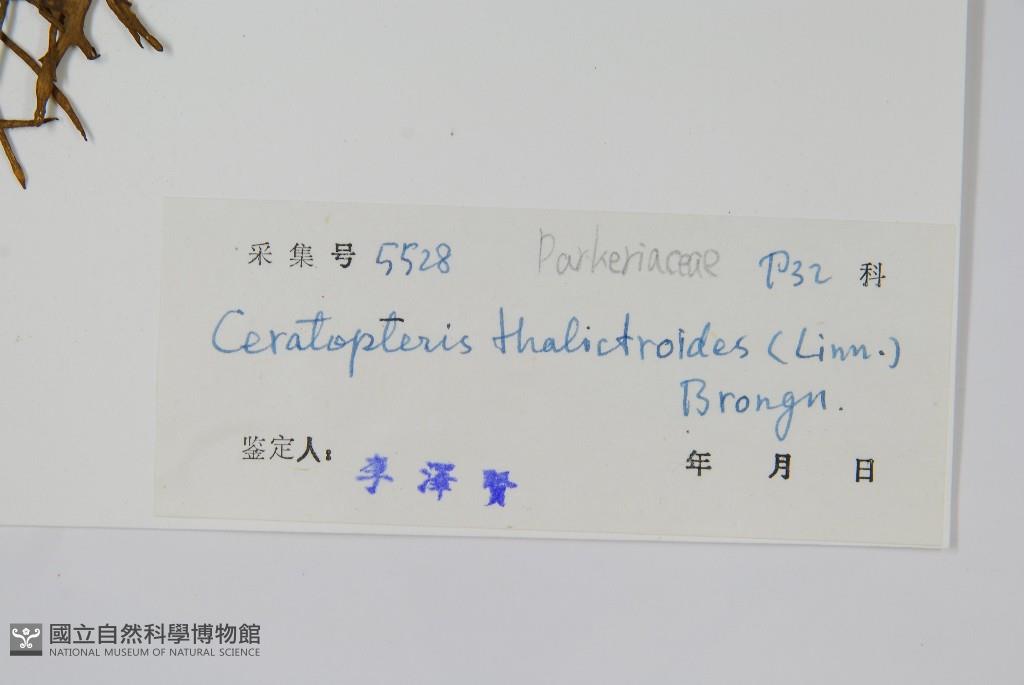 采集号 5528 Parkeriaceae P32 科
Ceratopteris thalictroides (Linn.)
Brongn.
鉴定人: 李澤賢 年 月 日
國立自然科學博物館
NATIONAL MUSEUM OF NATURAL SCIENCE